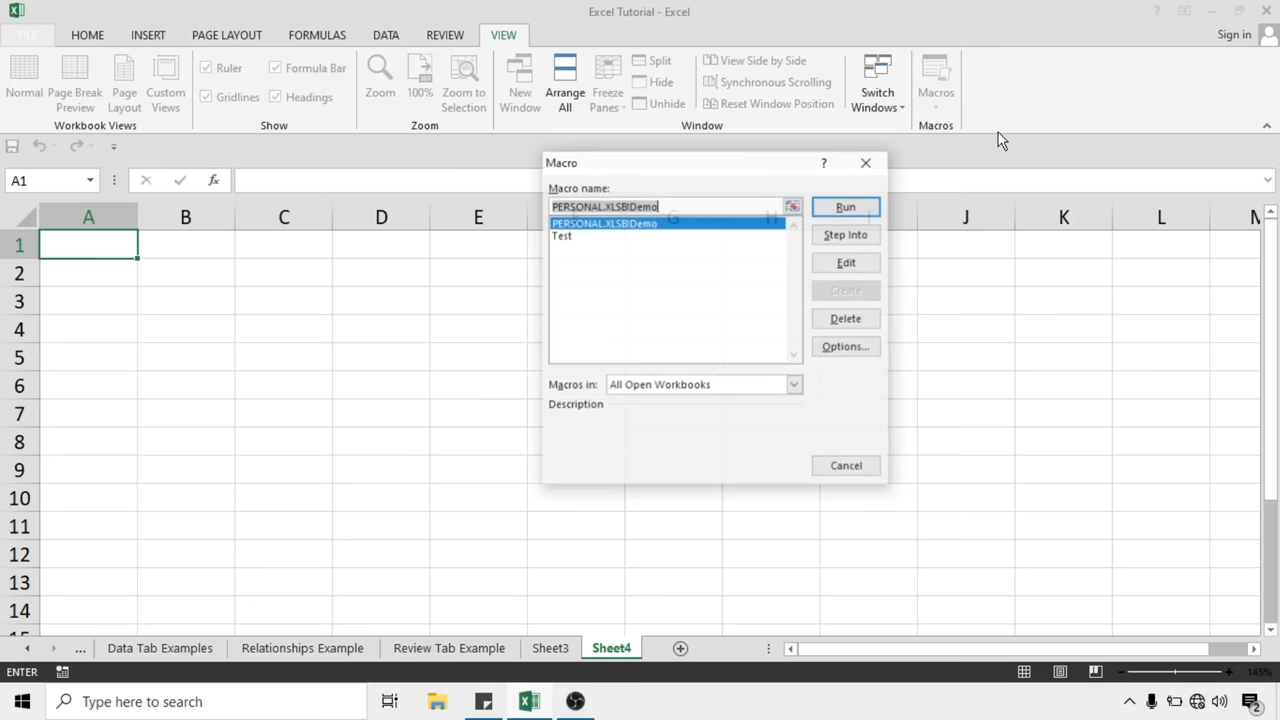 Excel Tutorial - Excel
FILE HOME INSERT PAGE LAYOUT FORMULAS DATA REVIEW VIEW Sign in
Normal Page Break Preview Page Layout Custom Views
Workbook Views
Ruler Formula Bar
Gridlines Headings
Show
Zoom 100% Zoom to Selection
Zoom
New Window Arrange All Freeze Panes
Split
Hide
Unhide
View Side by Side
Synchronous Scrolling
Reset Window Position
Switch Windows
Window
Macros
Macros
A1
fx
Macro
?
Macro name:
PERSONAL.XLSB!Demo
PERSONAL.XLSB!Demo
Test
Run
Step Into
Edit
Create
Delete
Options...
Macros in: All Open Workbooks
Description
Cancel
A B C D E G H I J K L M
1
2
3
4
5
6
7
8
9
10
11
12
13
14
15
... Data Tab Examples Relationships Example Review Tab Example Sheet3 Sheet4
ENTER 145%
Type here to search
2